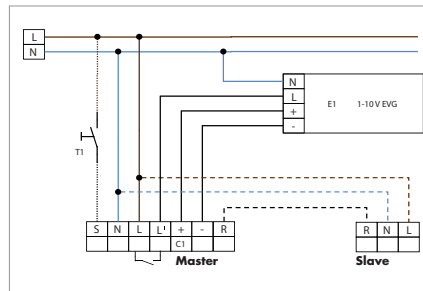 L
N
N
L
+
-
E1 1-10 V EVG
T1
S N L L' + - R
C1
R N L
Master
Slave